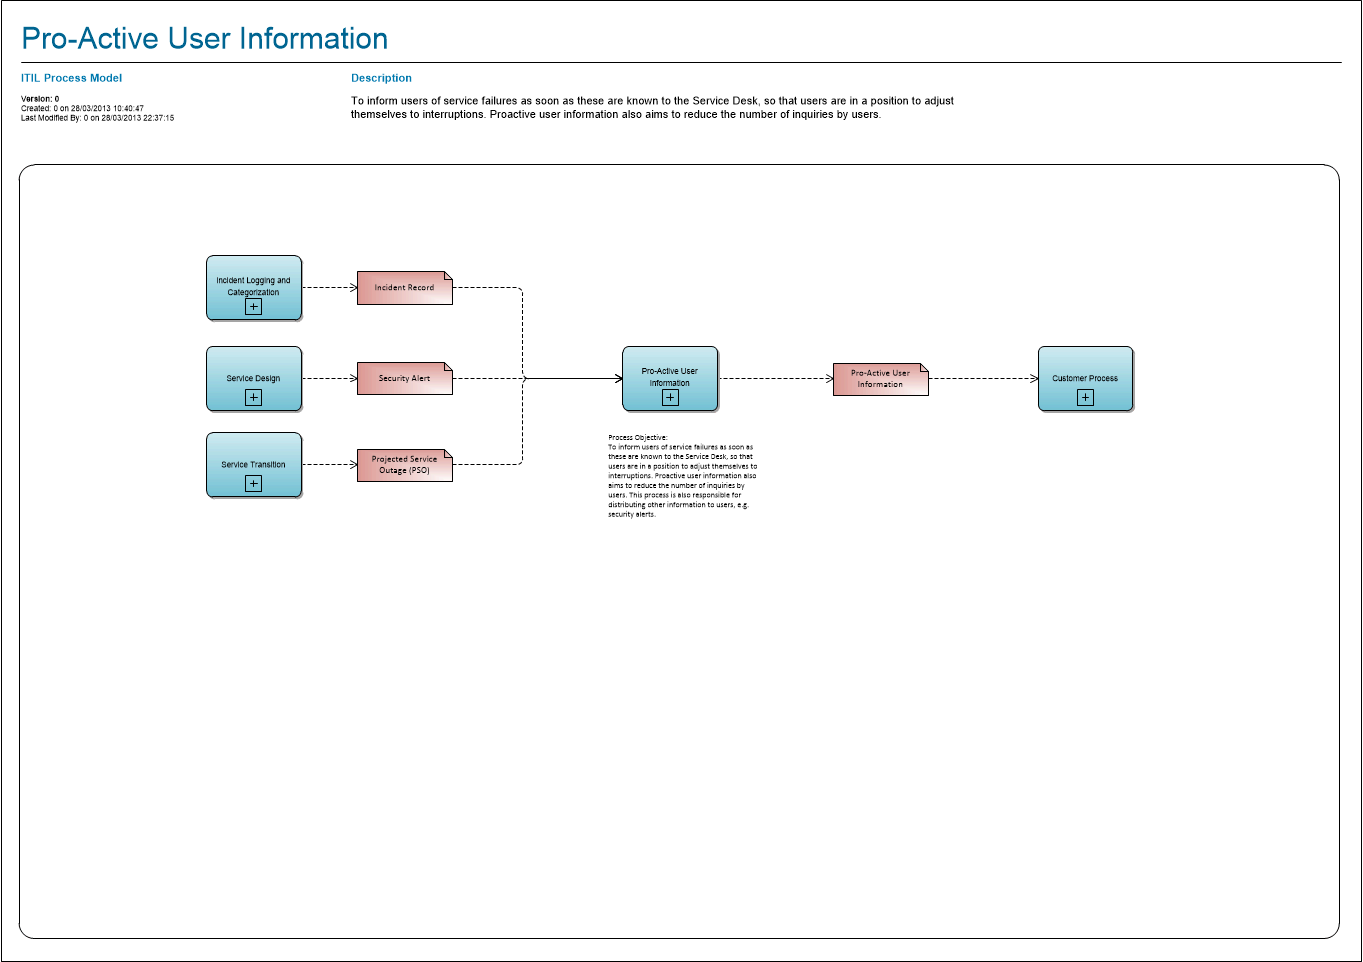 Pro-Active User Information
ITIL Process Model
Description
Version: 0
Created: 0 on 28/03/2013 10:40:47
Last Modified By: 0 on 28/03/2013 22:37:15
To inform users of service failures as soon as these are known to the Service Desk, so that users are in a position to adjust
themselves to interruptions. Proactive user information also aims to reduce the number of inquiries by users.
Incident Logging and
Categorization
Incident Record
Service Design
Security Alert
Pro-Active User
Information
Pro-Active User
Information
Customer Process
Service Transition
Projected Service
Outage (PSO)
Process Objective:
To inform users of service failures as soon as
these are known to the Service Desk, so that
users are in a position to adjust themselves to
interruptions. Proactive user information also
aims to reduce the number of inquiries by
users. This process is also responsible for
distributing other information to users, e.g.
security alerts.